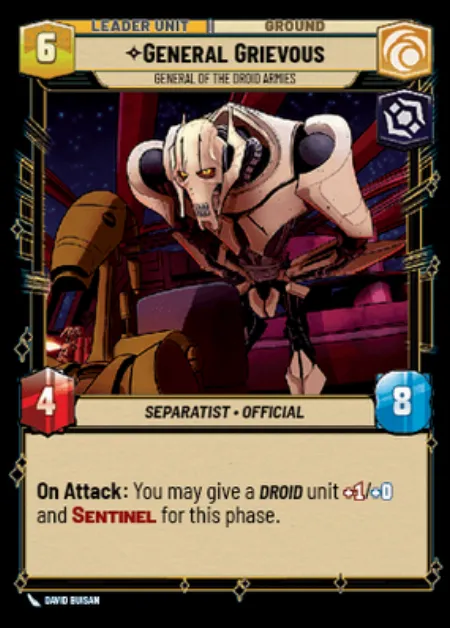 LEADER UNIT GROUND
6
GENERAL GRIEVOUS
GENERAL OF THE DROID ARMIES
4
SEPARATIST • OFFICIAL
8
On Attack: You may give a DROID unit +1/+0
and SENTINEL for this phase.
DAVID BUISAN